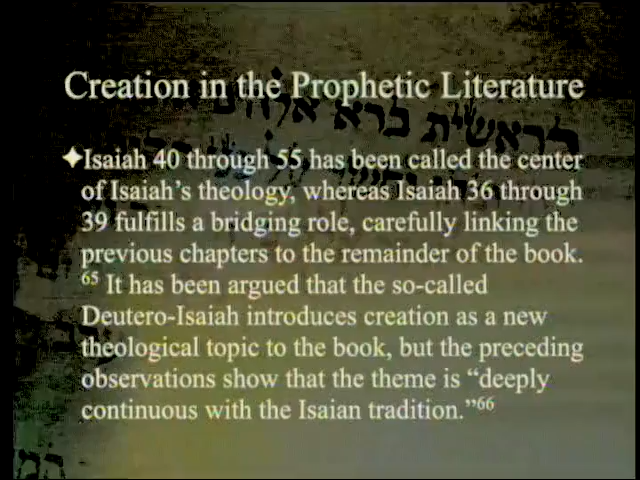 Creation in the Prophetic Literature
✦Isaiah 40 through 55 has been called the center
of Isaiah's theology, whereas Isaiah 36 through
39 fulfills a bridging role, carefully linking the
previous chapters to the remainder of the book.
65 It has been argued that the so-called
Deutero-Isaiah introduces creation as a new
theological topic to the book, but the preceding
observations show that the theme is “deeply
continuous with the Isaian tradition.”66